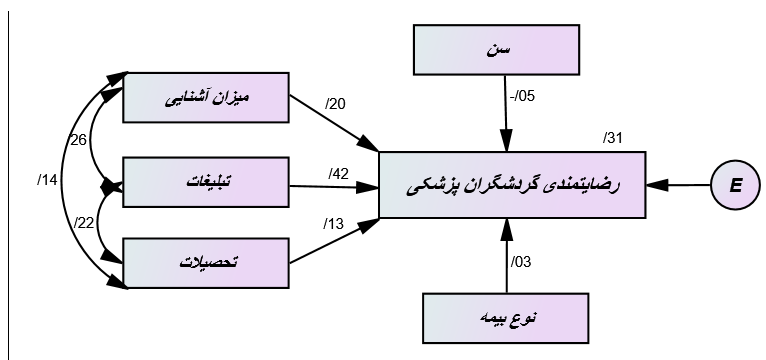 سن
-/05
میزان آشنایی
/20
/31
26
/14
تبلیغات
/42
رضایتمندی گردشگران پزشکی
E
/22
/13
تحصیلات
/03
نوع بیمه